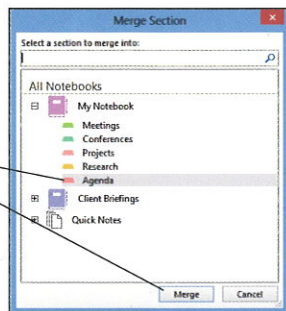 Merge Section
Select a section to merge into:
All Notebooks
My Notebook
Meetings
Conferences
Projects
Research
Agenda
Client Briefings
Quick Notes
Merge
Cancel